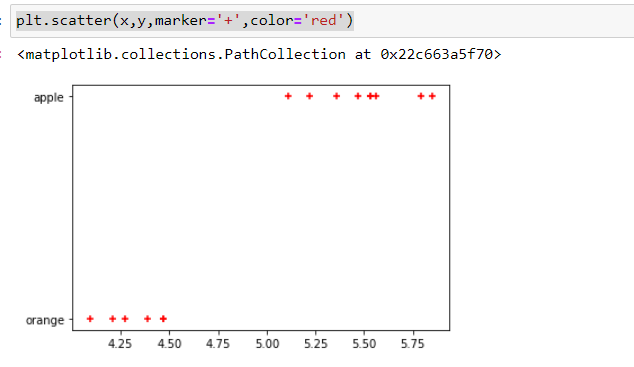 plt.scatter(x,y,marker='+',color='red')
<matplotlib.collections.PathCollection at 0x22c663a5f70>
apple
orange
4.25 4.50 4.75 5.00 5.25 5.50 5.75